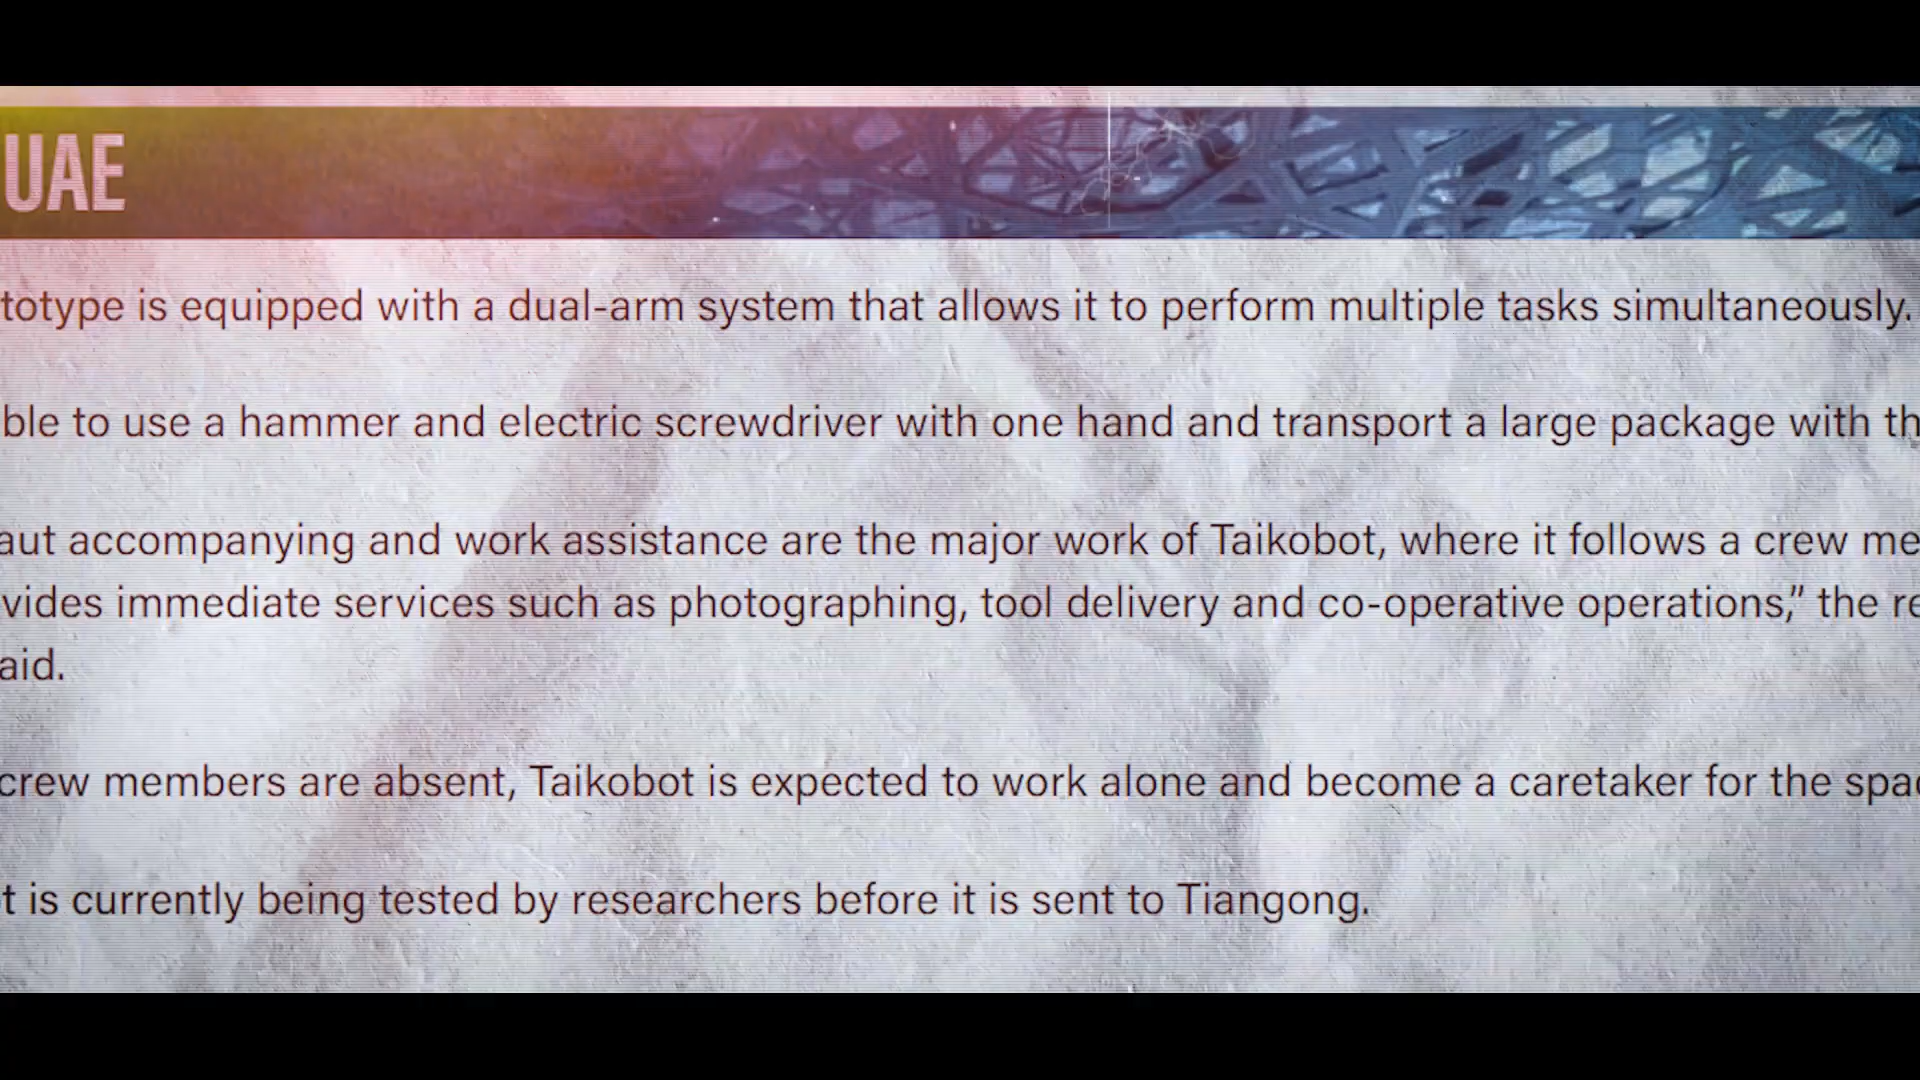 UAE
totype is equipped with a dual-arm system that allows it to perform multiple tasks simultaneously.
ble to use a hammer and electric screwdriver with one hand and transport a large package with th
aut accompanying and work assistance are the major work of Taikobot, where it follows a crew me
vides immediate services such as photographing, tool delivery and co-operative operations,” the re
aid.
crew members are absent, Taikobot is expected to work alone and become a caretaker for the spac
t is currently being tested by researchers before it is sent to Tiangong.